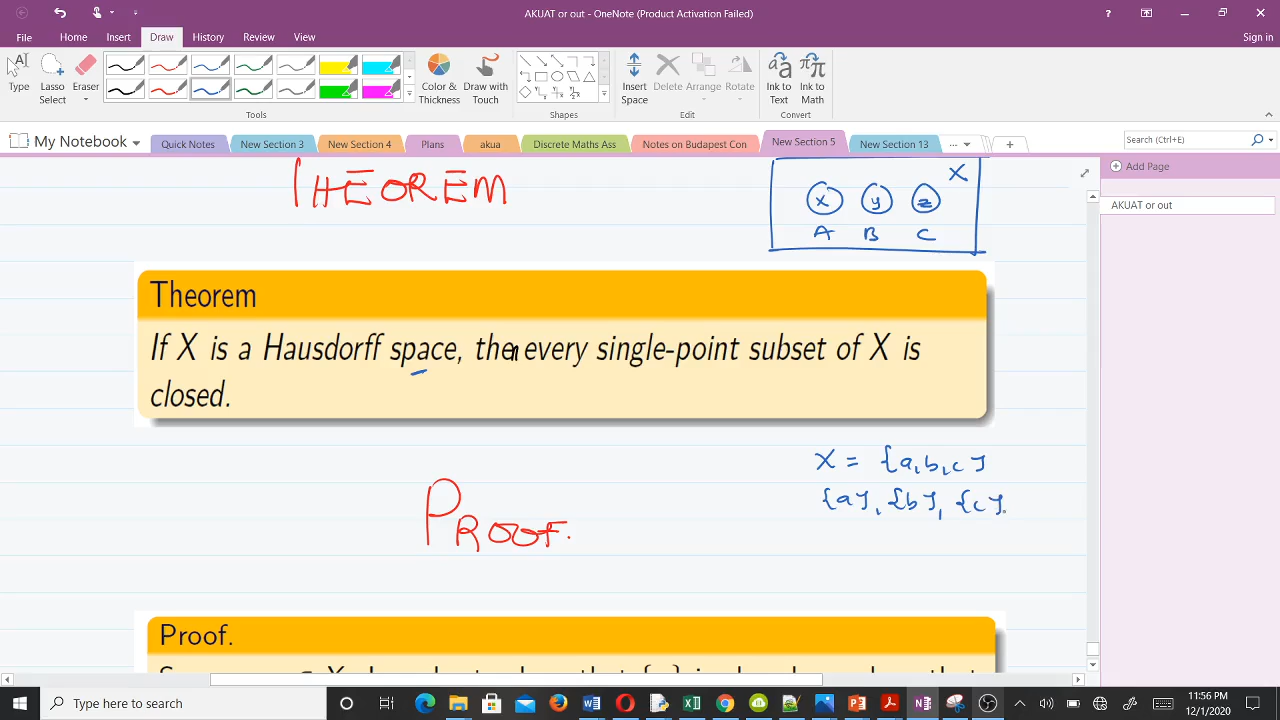 AKUAT or out - OneNote (Product Activation Failed)
?
File Home Insert Draw History Review View
Sign in
Type
Lasso Select
Eraser
Color & Thickness
Draw with Touch
Insert Space
Delete
Arrange
Rotate
Ink to Text
Ink to Math
Tools
Shapes
Edit
Convert
My Notebook
Quick Notes
New Section 3
New Section 4
Plans
akua
Discrete Maths Ass
Notes on Budapest Con
New Section 5
New Section 13
...
Search (Ctrl+E)
Add Page
AKUAT or out
THEOREM
X
x y z
A B C
Theorem
If X is a Hausdorff space, then every single-point subset of X is
closed.
X = {a,b,c}
{a}, {b}, {c}.
PROOF.
Proof.
Type here to search
11:56 PM
12/1/2020